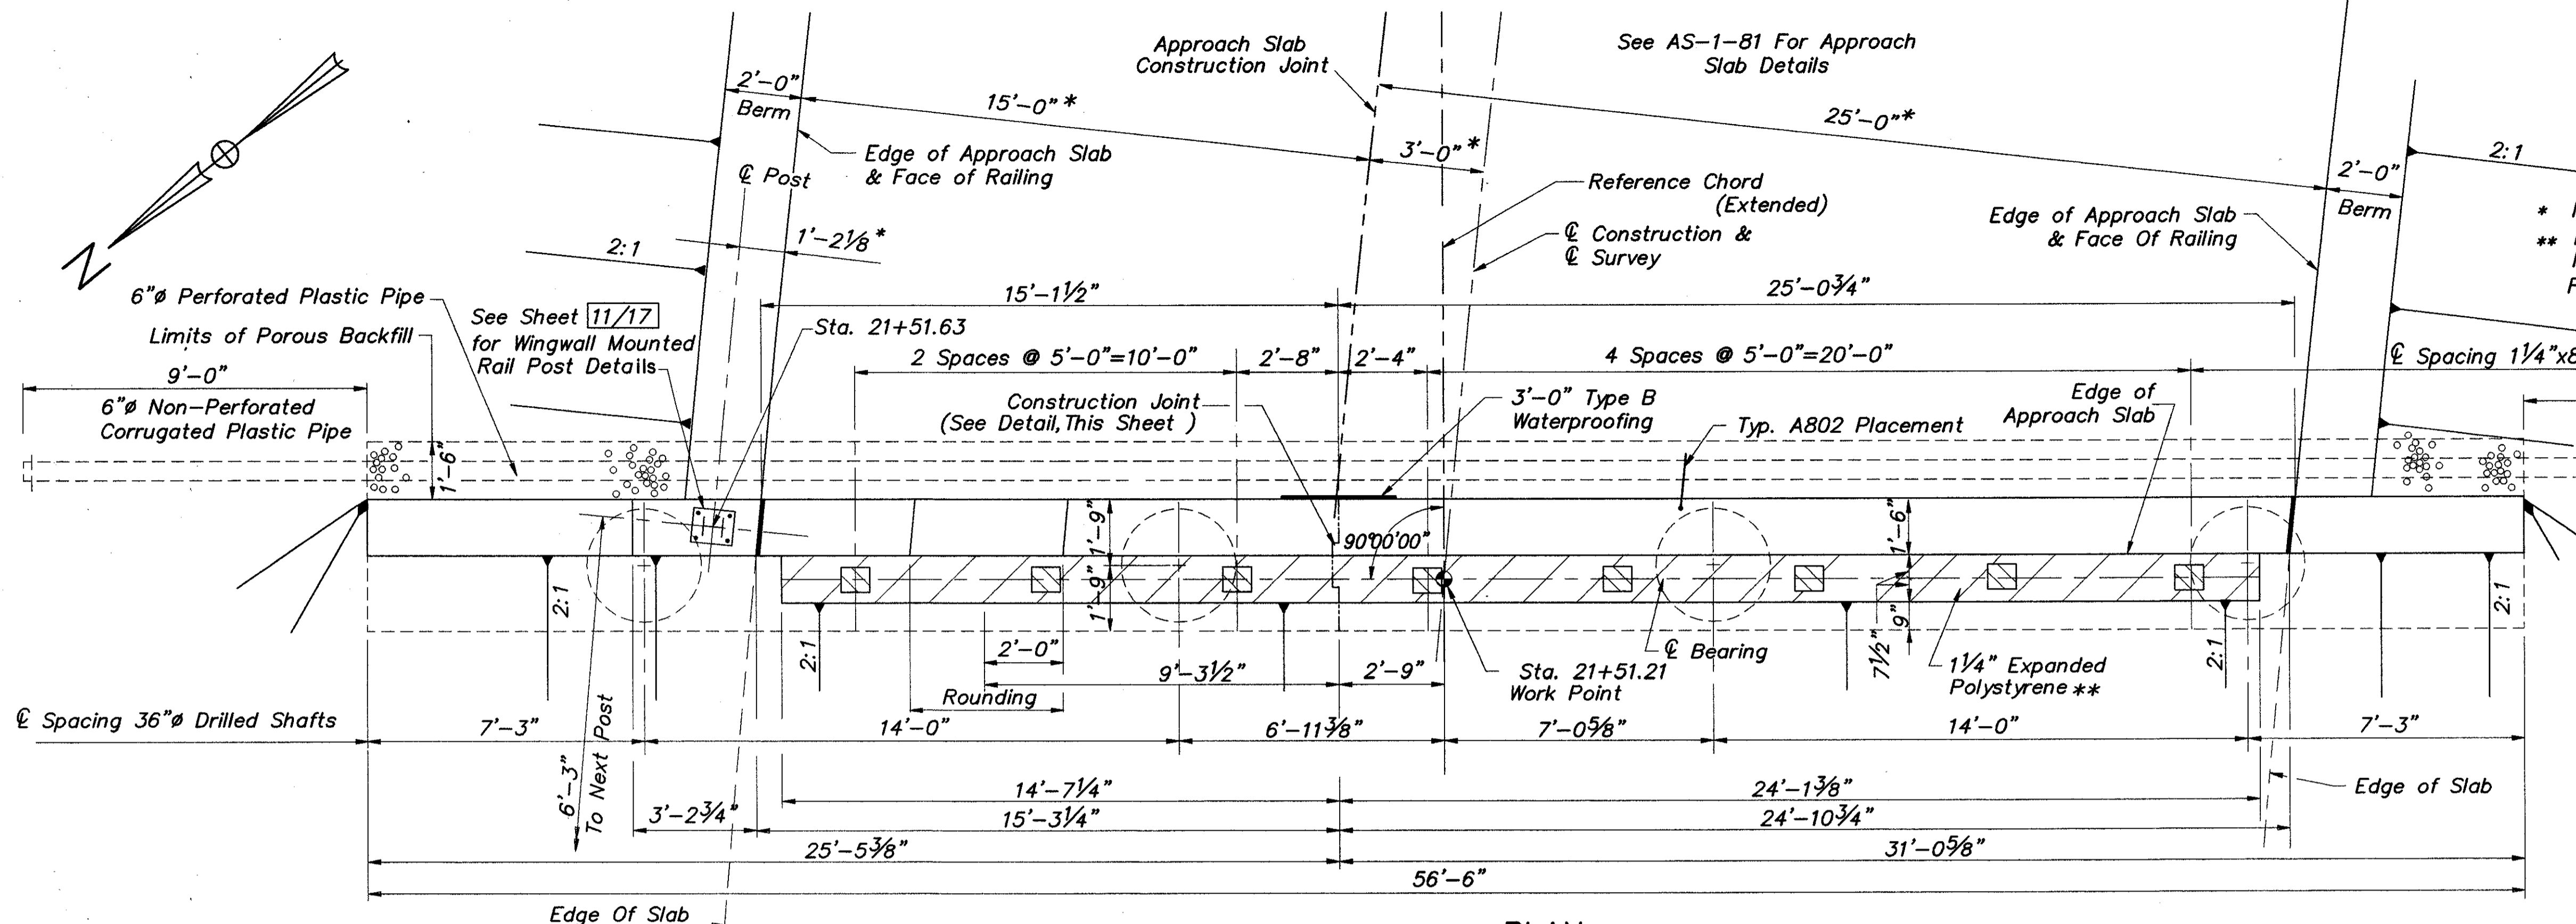 Approach Slab
Construction Joint
See AS-1-81 For Approach
Slab Details
2'-0"
Berm
15'-0" *
25'-0" *
3'-0" *
Edge of Approach Slab
& Face of Railing
℄ Post
1'-2⅛" *
2:1
Reference Chord
(Extended)
℄ Construction &
℄ Survey
Edge of Approach Slab
& Face Of Railing
2'-0"
Berm
2:1
*
**
N
6"ø Perforated Plastic Pipe
Limits of Porous Backfill
9'-0"
6"ø Non-Perforated
Corrugated Plastic Pipe
See Sheet 11/17
for Wingwall Mounted
Rail Post Details
15'-1½"
25'-0¾"
Sta. 21+51.63
2 Spaces @ 5'-0"=10'-0"
2'-8"
2'-4"
4 Spaces @ 5'-0"=20'-0"
℄ Spacing 1¼"x8
Construction Joint
(See Detail, This Sheet )
3'-0" Type B
Waterproofing
Typ. A802 Placement
Edge of
Approach Slab
1'-6"
1'-9"
1'-9"
90°00'00"
1'-6"
9"
7½"
2:1
2:1
2:1
2:1
2'-0"
9'-3½"
2'-9"
Rounding
Sta. 21+51.21
Work Point
℄ Bearing
1¼" Expanded
Polystyrene **
℄ Spacing 36"ø Drilled Shafts
7'-3"
14'-0"
6'-11⅜"
7'-0⅝"
14'-0"
7'-3"
6'-3"
To Next Post
14'-7¼"
24'-1⅜"
Edge of Slab
3'-2¾"
15'-3¼"
24'-10¾"
25'-5⅜"
31'-0⅝"
56'-6"
Edge Of Slab